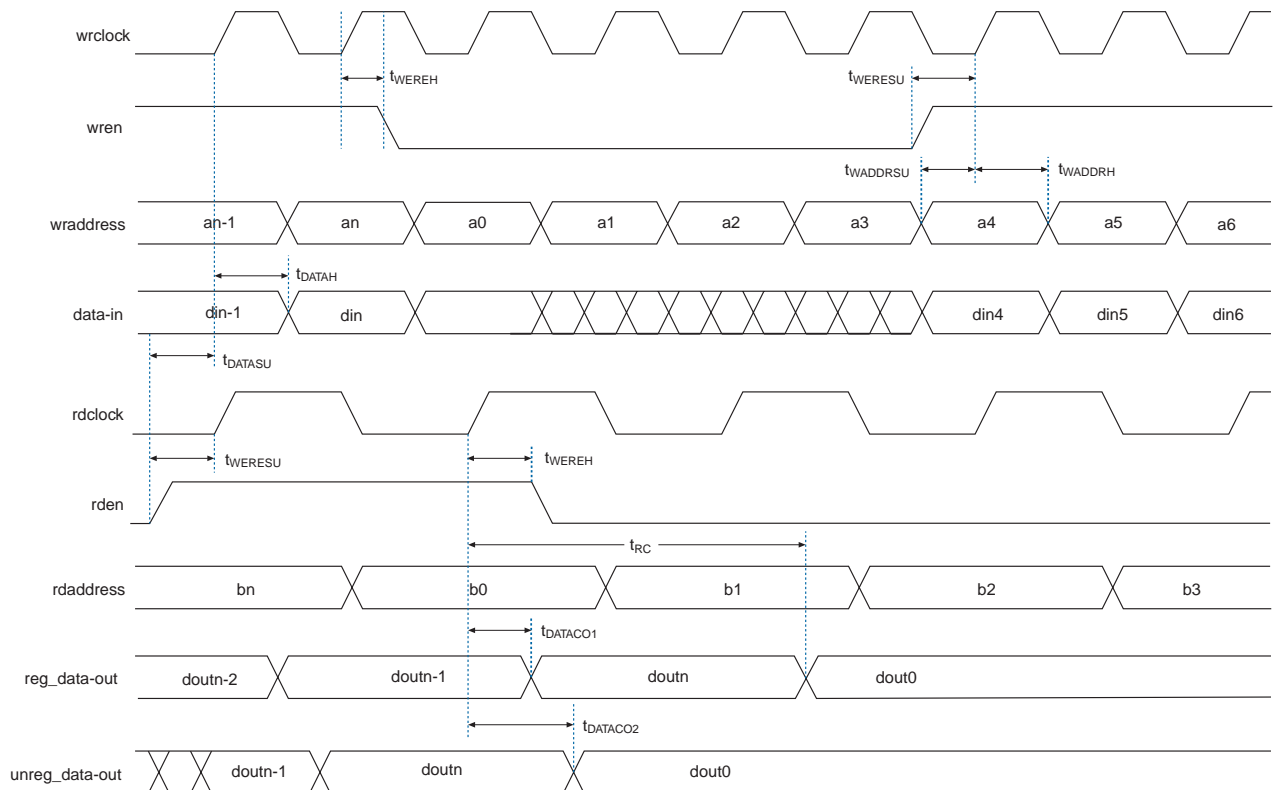 wrclock
tWEREH
tWERESU
wren
tWADDRSU
tWADDRH
wraddress an-1 an a0 a1 a2 a3 a4 a5 a6
tDATAH
data-in din-1 din din4 din5 din6
tDATASU
rdclock
tWERESU
tWEREH
rden
tRC
rdaddress bn b0 b1 b2 b3
tDATACO1
reg_data-out doutn-2 doutn-1 doutn dout0
tDATACO2
unreg_data-out doutn-1 doutn dout0